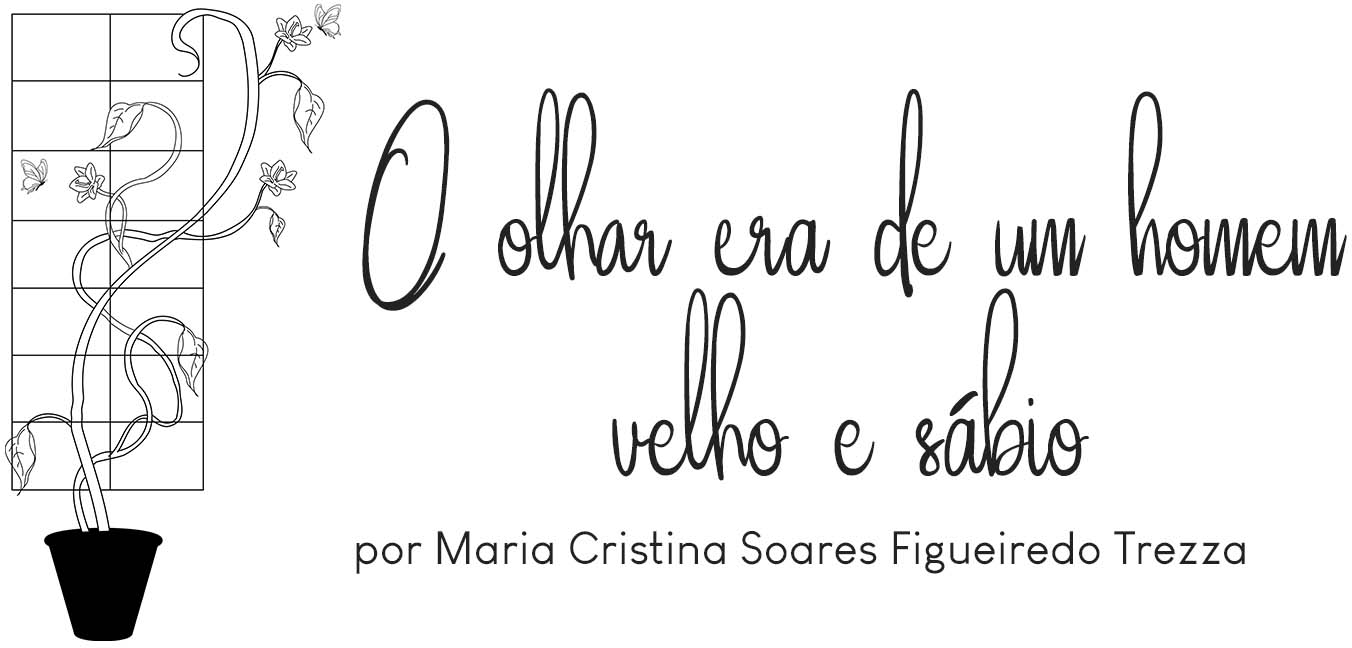 O olhar era de um homem
velho e sábio
por Maria Cristina Soares Figueiredo Trezza